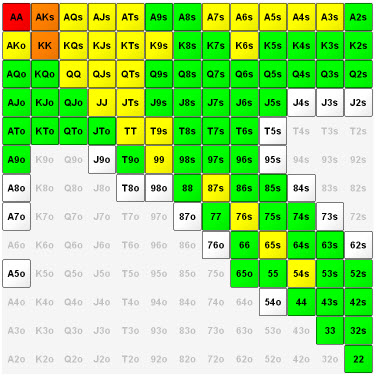 AA AKs AQs AJs ATs A9s A8s A7s A6s A5s A4s A3s A2s
AKo KK KQs KJs KTs K9s K8s K7s K6s K5s K4s K3s K2s
AQo KQo QQ QJs QTs Q9s Q8s Q7s Q6s Q5s Q4s Q3s Q2s
AJo KJo QJo JJ JTs J9s J8s J7s J6s J5s J4s J3s J2s
ATo KTo QTo JTo TT T9s T8s T7s T6s T5s T4s T3s T2s
A9o K9o Q9o J9o T9o 99 98s 97s 96s 95s 94s 93s 92s
A8o K8o Q8o J8o T8o 98o 88 87s 86s 85s 84s 83s 82s
A7o K7o Q7o J7o T7o 97o 87o 77 76s 75s 74s 73s 72s
A6o K6o Q6o J6o T6o 96o 86o 76o 66 65s 64s 63s 62s
A5o K5o Q5o J5o T5o 95o 85o 75o 65o 55 54s 53s 52s
A4o K4o Q4o J4o T4o 94o 84o 74o 64o 54o 44 43s 42s
A3o K3o Q3o J3o T3o 93o 83o 73o 63o 53o 43o 33 32s
A2o K2o Q2o J2o T2o 92o 82o 72o 62o 52o 42o 32o 22